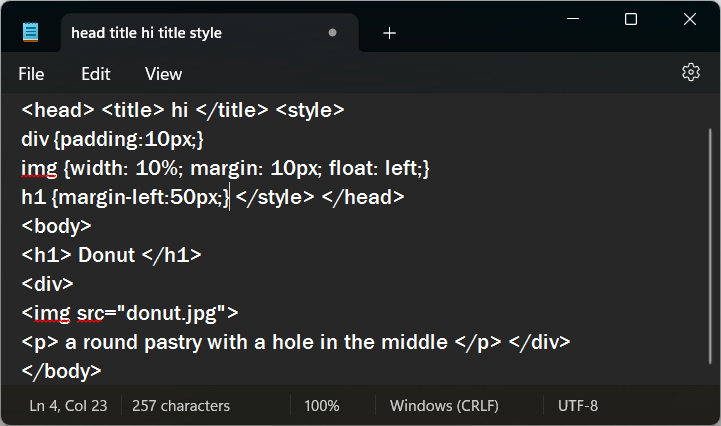 head title hi title style
File Edit View
<head> <title> hi </title> <style>
div {padding:10px;}
img {width: 10%; margin: 10px; float: left;}
h1 {margin-left:50px;} </style> </head>
<body>
<h1> Donut </h1>
<div>
<img src="donut.jpg">
<p> a round pastry with a hole in the middle </p> </div>
</body>
Ln 4, Col 23 257 characters 100% Windows (CRLF) UTF-8